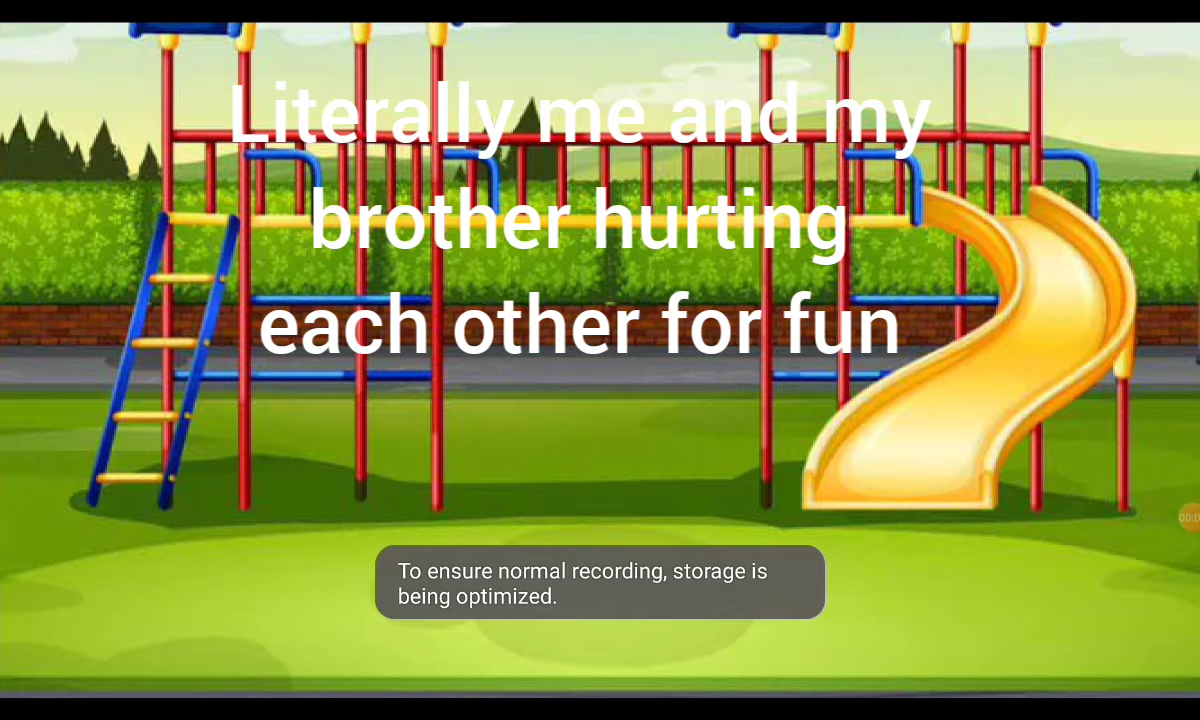 Literally me and my
brother hurting
each other for fun
To ensure normal recording, storage is
being optimized.